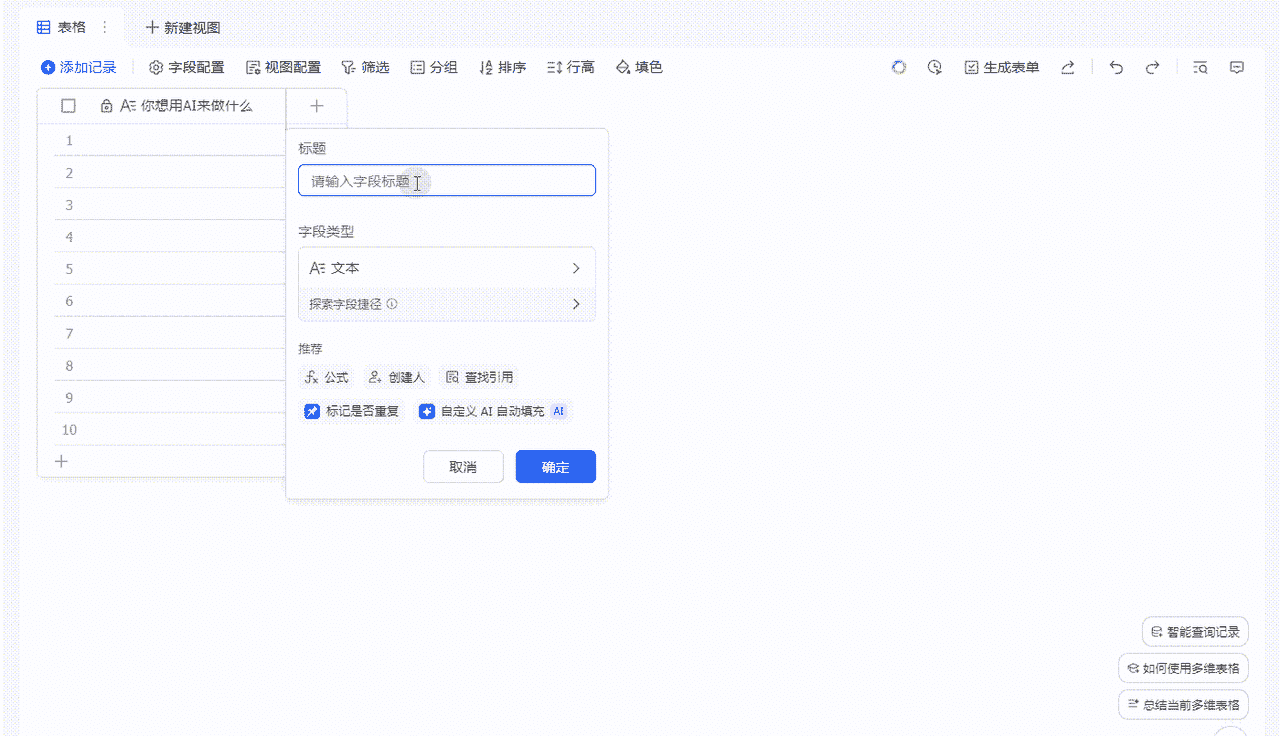 表格 新建视图
添加记录 字段配置 视图配置 筛选 分组 排序 行高 填色 生成表单
你想用AI来做什么
1
2
3
4
5
6
7
8
9
10
标题
请输入字段标题
字段类型
文本
探索字段捷径
推荐
公式 创建人 查找引用
标记是否重复 自定义 AI 自动填充 AI
取消 确定
智能查询记录
如何使用多维表格
总结当前多维表格